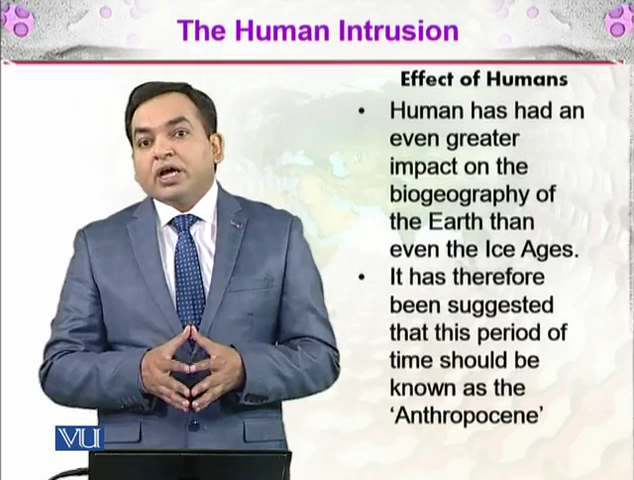 The Human Intrusion
Effect of Humans
• Human has had an
even greater
impact on the
biogeography of
the Earth than
even the Ice Ages.
• It has therefore
been suggested
that this period of
time should be
known as the
‘Anthropocene’
VU